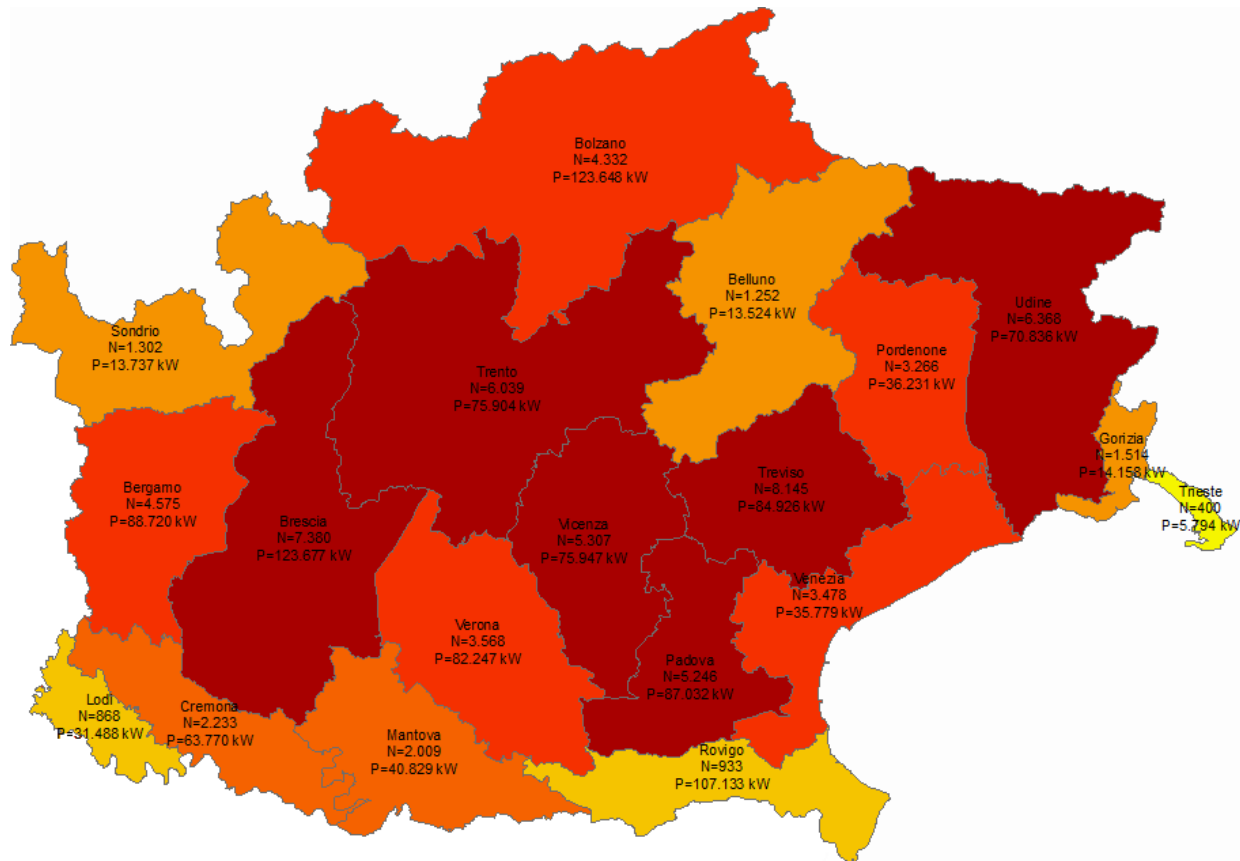 Bolzano
N=4.332
P=123.648 kW
Belluno
N=1.252
P=13.524 kW
Udine
N=6.368
P=70.836 kW
Sondrio
N=1.302
P=13.737 kW
Pordenone
N=3.266
P=36.231 kW
Trento
N=6.039
P=75.904 kW
Gorizia
N=1.514
P=14.158 kW
Treviso
N=8.145
P=84.926 kW
Trieste
N=400
P=5.794 kW
Bergamo
N=4.575
P=88.720 kW
Brescia
N=7.380
P=123.677 kW
Vicenza
N=5.307
P=75.947 kW
Venezia
N=3.478
P=35.779 kW
Verona
N=3.568
P=82.247 kW
Padova
N=5.246
P=87.032 kW
Lodi
N=868
P=31.488 kW
Cremona
N=2.233
P=63.770 kW
Mantova
N=2.009
P=40.829 kW
Rovigo
N=933
P=107.133 kW